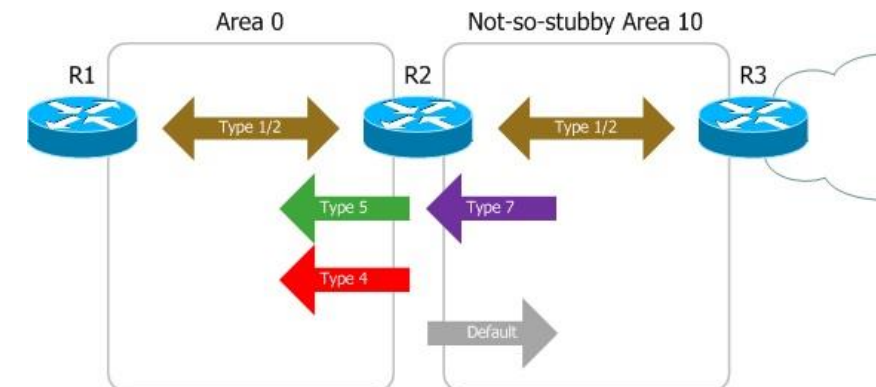 Area 0
Not-so-stubby Area 10
R1
R2
R3
Type 1/2
Type 1/2
Type 5
Type 7
Type 4
Default